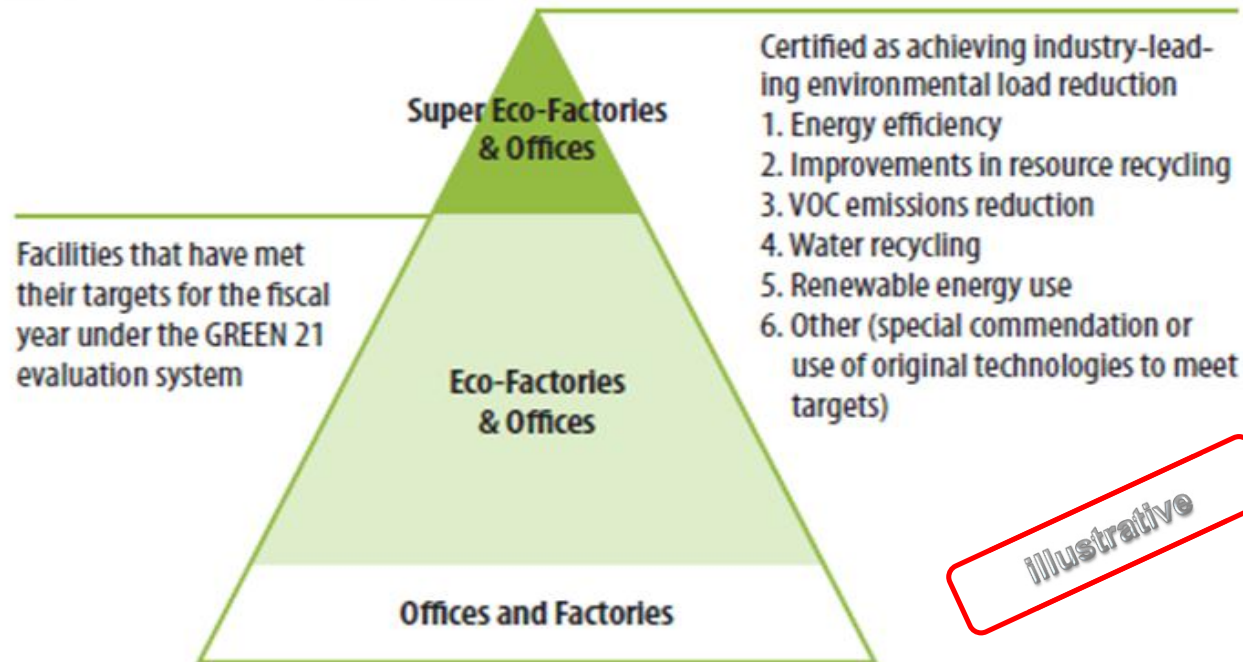 Super Eco-Factories
& Offices
Certified as achieving industry-lead-
ing environmental load reduction
1. Energy efficiency
2. Improvements in resource recycling
3. VOC emissions reduction
4. Water recycling
5. Renewable energy use
6. Other (special commendation or
use of original technologies to meet
targets)
Facilities that have met
their targets for the fiscal
year under the GREEN 21
evaluation system
Eco-Factories
& Offices
Offices and Factories
illustrative